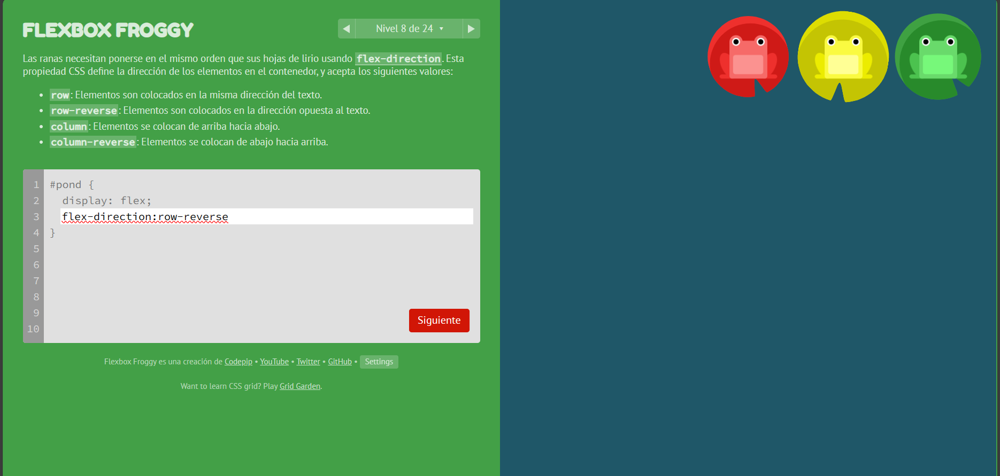 FLEXBOX FROGGY
Nivel 8 de 24
Las ranas necesitan ponerse en el mismo orden que sus hojas de lirio usando flex-direction. Esta
propiedad CSS define la dirección de los elementos en el contenedor, y acepta los siguientes valores:
• row: Elementos son colocados en la misma dirección del texto.
• row-reverse: Elementos son colocados en la dirección opuesta al texto.
• column: Elementos se colocan de arriba hacia abajo.
• column-reverse: Elementos se colocan de abajo hacia arriba.
1 #pond {
2 display: flex;
3 flex-direction:row-reverse
4 }
5
6
7
8
9
10
Siguiente
Flexbox Froggy es una creación de Codepip • YouTube • Twitter • GitHub • Settings
Want to learn CSS grid? Play Grid Garden.